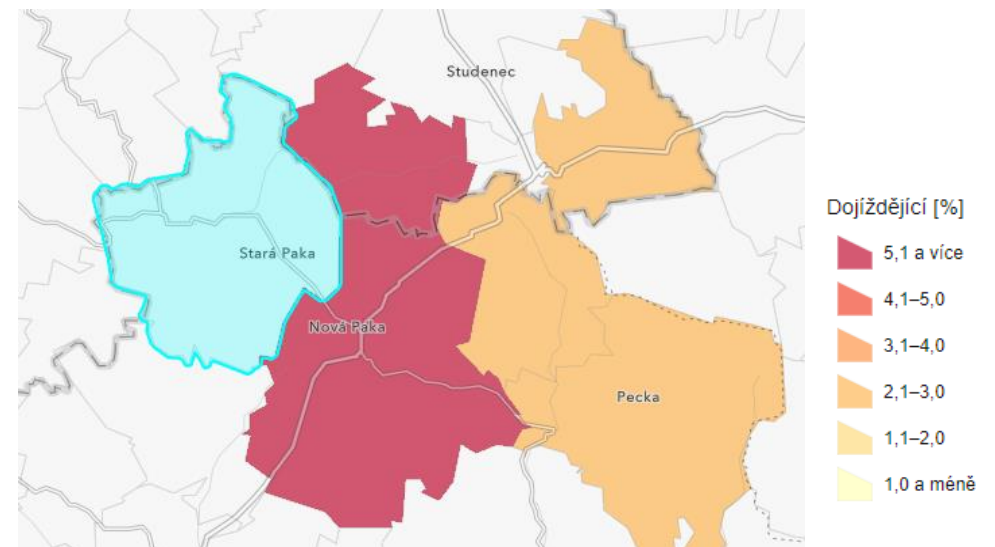 Studenec
Stará Paka
Nová Paka
Pecka
Dojíždějící [%]
5,1 a více
4,1–5,0
3,1–4,0
2,1–3,0
1,1–2,0
1,0 a méně